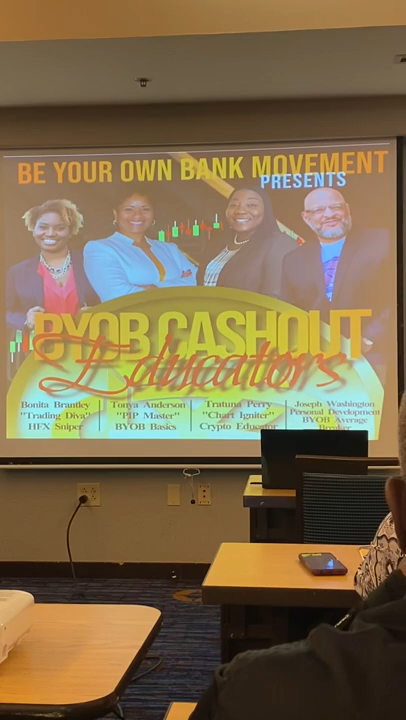 BE YOUR OWN BANK MOVEMENT
PRESENTS
BYOB CASHOUT
Educators
Bonita Brantley
"Trading Diva"
HFX Sniper
Tonya Anderson
"PIP Master"
BYOB Basics
Tratuna Perry
"Chart Igniter"
Crypto Educator
Joseph Washington
Personal Development
BYOB Average
Breaker